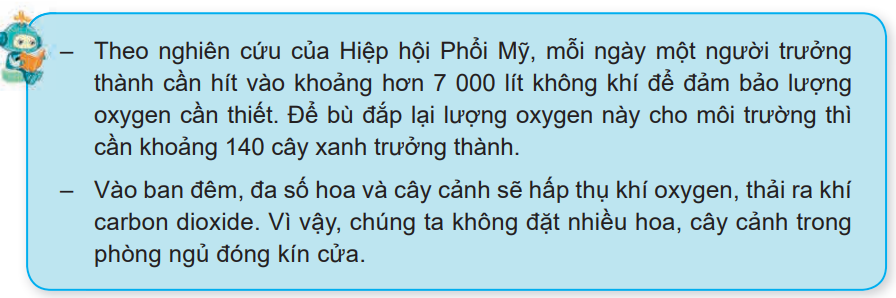 – Theo nghiên cứu của Hiệp hội Phổi Mỹ, mỗi ngày một người trưởng
thành cần hít vào khoảng hơn 7 000 lít không khí để đảm bảo lượng
oxygen cần thiết. Để bù đắp lại lượng oxygen này cho môi trường thì
cần khoảng 140 cây xanh trưởng thành.
– Vào ban đêm, đa số hoa và cây cảnh sẽ hấp thụ khí oxygen, thải ra khí
carbon dioxide. Vì vậy, chúng ta không đặt nhiều hoa, cây cảnh trong
phòng ngủ đóng kín cửa.